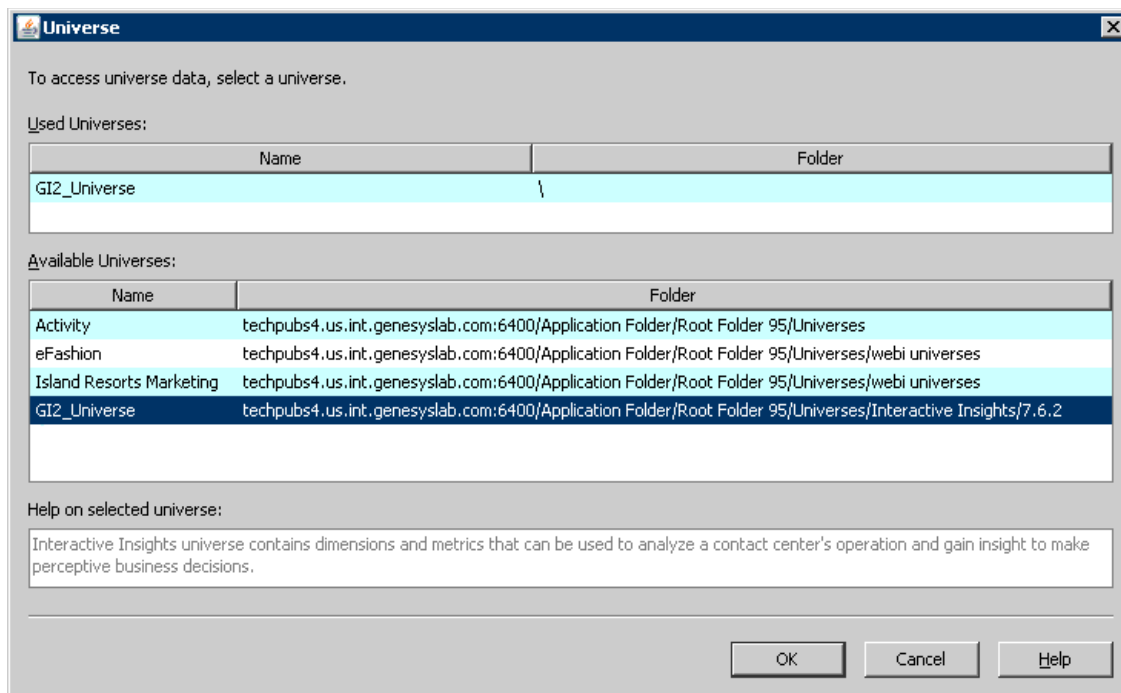 Universe
To access universe data, select a universe.
Used Universes:
Name Folder
GI2_Universe \
Available Universes:
Name Folder
Activity techpubs4.us.int.genesyslab.com:6400/Application Folder/Root Folder 95/Universes
eFashion techpubs4.us.int.genesyslab.com:6400/Application Folder/Root Folder 95/Universes/webi universes
Island Resorts Marketing techpubs4.us.int.genesyslab.com:6400/Application Folder/Root Folder 95/Universes/webi universes
GI2_Universe techpubs4.us.int.genesyslab.com:6400/Application Folder/Root Folder 95/Universes/Interactive Insights/7.6.2
Help on selected universe:
Interactive Insights universe contains dimensions and metrics that can be used to analyze a contact center's operation and gain insight to make
perceptive business decisions.
OK Cancel Help